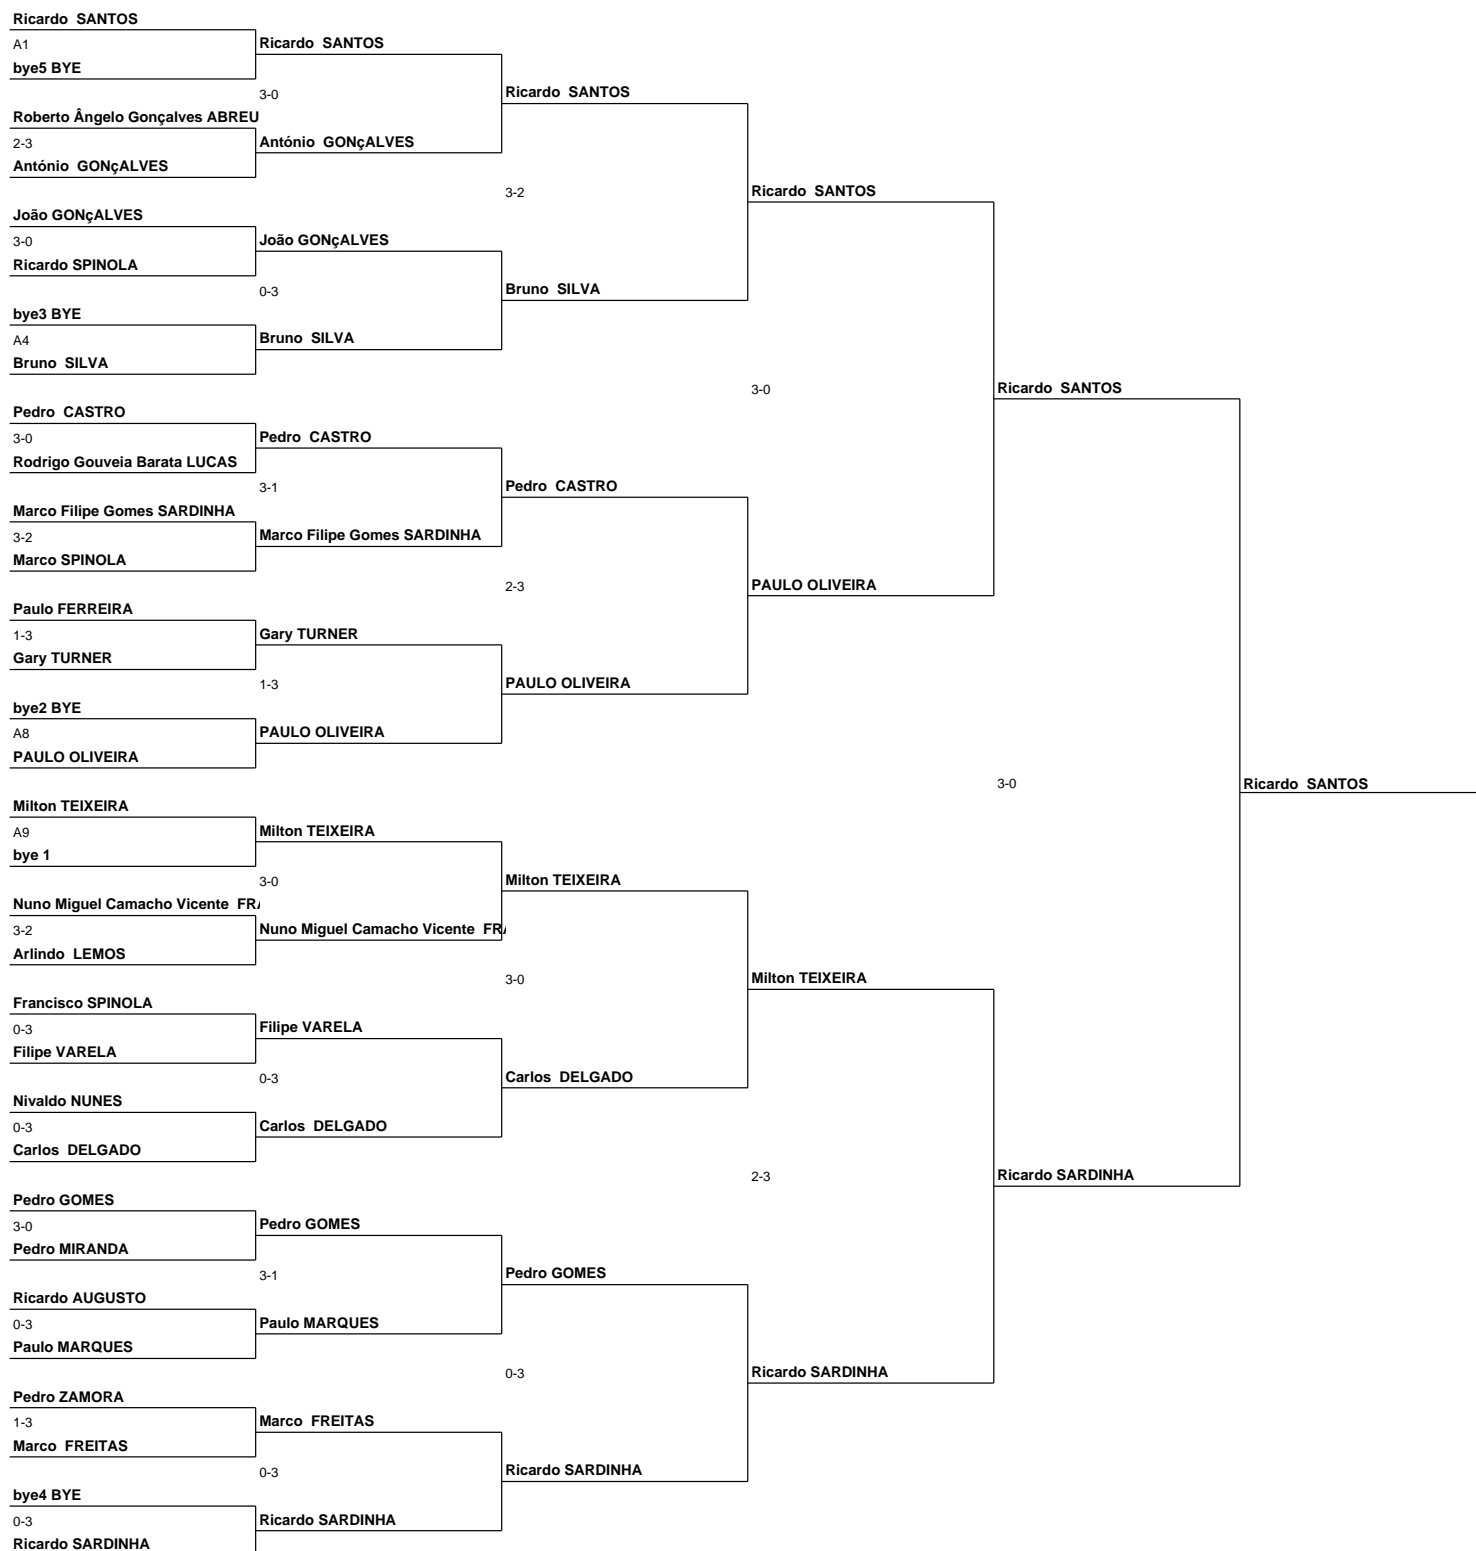 Ricardo  SANTOS
A1
bye5 BYE
Roberto Ângelo Gonçalves ABREU
2-3
António  GONçALVES
João GONçALVES
3-0
Ricardo SPINOLA
bye3 BYE
A4
Bruno  SILVA
Pedro  CASTRO
3-0
Rodrigo Gouveia Barata LUCAS
Marco Filipe Gomes SARDINHA
3-2
Marco SPINOLA
Paulo FERREIRA
1-3
Gary TURNER
bye2 BYE
A8
PAULO OLIVEIRA
Milton TEIXEIRA
A9
bye 1
Nuno Miguel Camacho Vicente  FR
3-2
Arlindo  LEMOS
Francisco SPINOLA
0-3
Filipe VARELA
Nivaldo NUNES
0-3
Carlos  DELGADO
Pedro GOMES
3-0
Pedro MIRANDA
Ricardo AUGUSTO
0-3
Paulo MARQUES
Pedro ZAMORA
1-3
Marco  FREITAS
bye4 BYE
0-3
Ricardo SARDINHA
Ricardo  SANTOS
3-0
António  GONçALVES
João GONçALVES
0-3
Bruno  SILVA
Pedro  CASTRO
3-1
Marco Filipe Gomes SARDINHA
Gary TURNER
1-3
PAULO OLIVEIRA
Milton TEIXEIRA
3-0
Nuno Miguel Camacho Vicente  FR
Filipe VARELA
0-3
Carlos  DELGADO
Pedro GOMES
3-1
Paulo MARQUES
Marco  FREITAS
0-3
Ricardo SARDINHA
Ricardo  SANTOS
3-2
Bruno  SILVA
Pedro  CASTRO
2-3
PAULO OLIVEIRA
Milton TEIXEIRA
3-0
Carlos  DELGADO
Pedro GOMES
0-3
Ricardo SARDINHA
Ricardo  SANTOS
3-0
PAULO OLIVEIRA
Milton TEIXEIRA
2-3
Ricardo SARDINHA
Ricardo  SANTOS
3-0
Ricardo SARDINHA
Ricardo  SANTOS